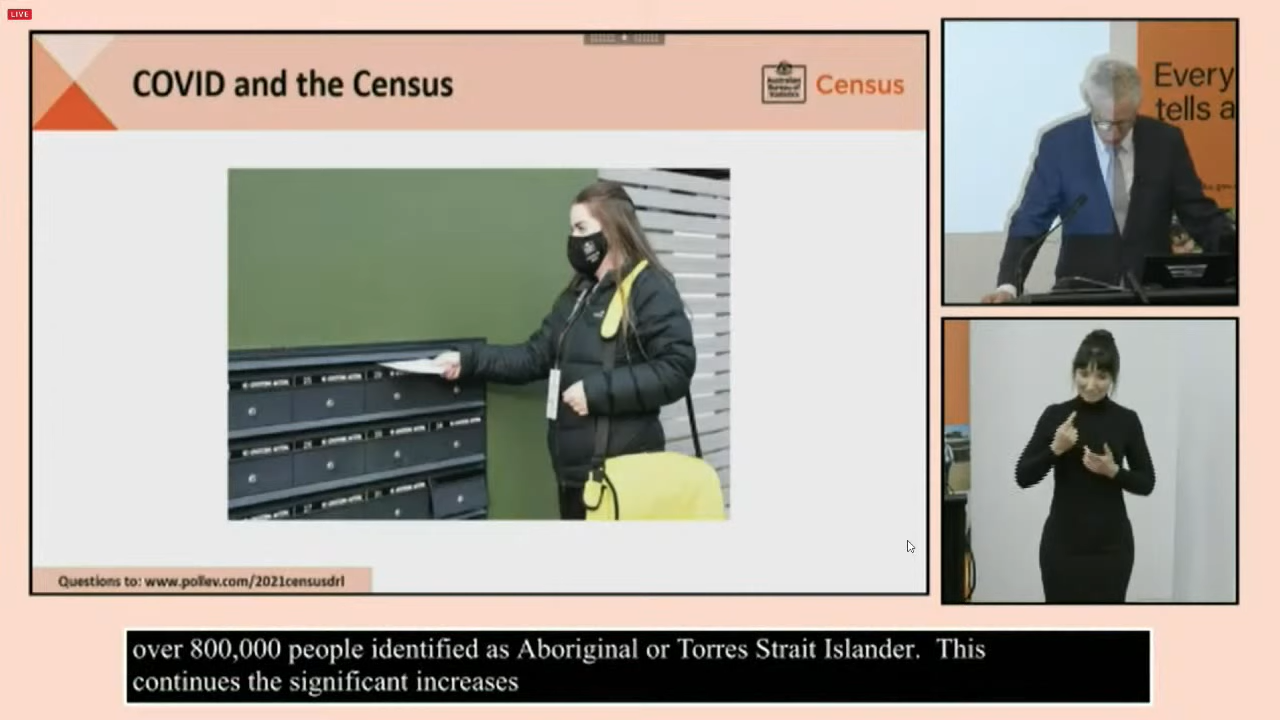 LIVE
COVID and the Census
Australian
Bureau of
Statistics
Census
Every
tells a
Questions to: www.pollev.com/2021censusdrl
over 800,000 people identified as Aboriginal or Torres Strait Islander. This
continues the significant increases